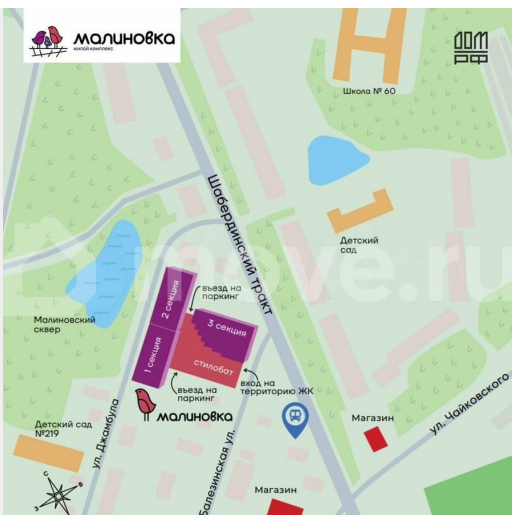 малиновка
жилой комплекс
ДОМ
РФ
Школа № 60
Шабердинский тракт
Детский
сад
move.ru
въезд на
паркинг
2 секция
3 секция
Малиновский
сквер
1 секция
стилобат
въезд на
паркинг
вход на
территорию ЖК
малиновка
ул. Джамбула
Балезинская ул.
Магазин
ул. Чайковского
Детский сад
№219
Магазин
С
В
З